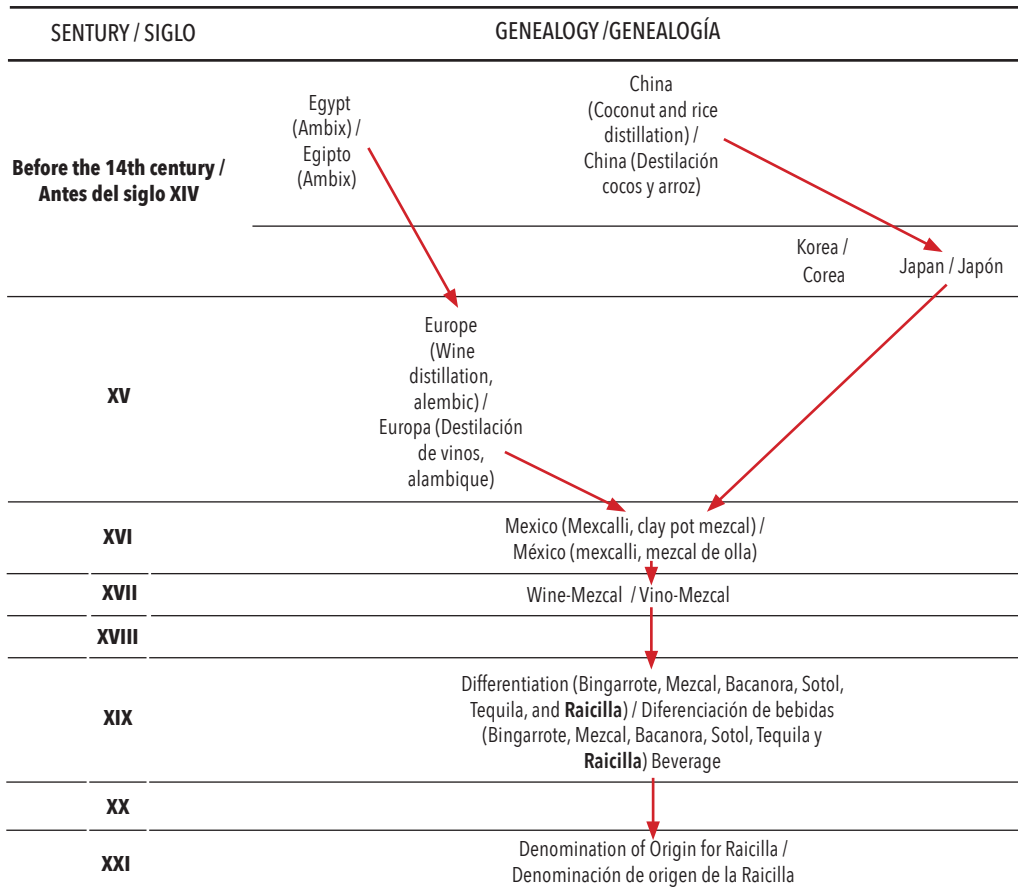 SENTURY / SIGLO
GENEALOGY /GENEALOGÍA
Before the 14th century /
Antes del siglo XIV
Egypt
(Ambix) /
Egipto
(Ambix)
China
(Coconut and rice
distillation) /
China (Destilación
cocos y arroz)
Korea /
Corea
Japan / Japón
XV
Europe
(Wine
distillation,
alembic) /
Europa (Destilación
de vinos,
alambique)
XVI
Mexico (Mexcalli, clay pot mezcal) /
México (mexcalli, mezcal de olla)
XVII
Wine-Mezcal / Vino-Mezcal
XVIII
XIX
Differentiation (Bingarrote, Mezcal, Bacanora, Sotol,
Tequila, and Raicilla) / Diferenciación de bebidas
(Bingarrote, Mezcal, Bacanora, Sotol, Tequila y
Raicilla) Beverage
XX
XXI
Denomination of Origin for Raicilla /
Denominación de origen de la Raicilla